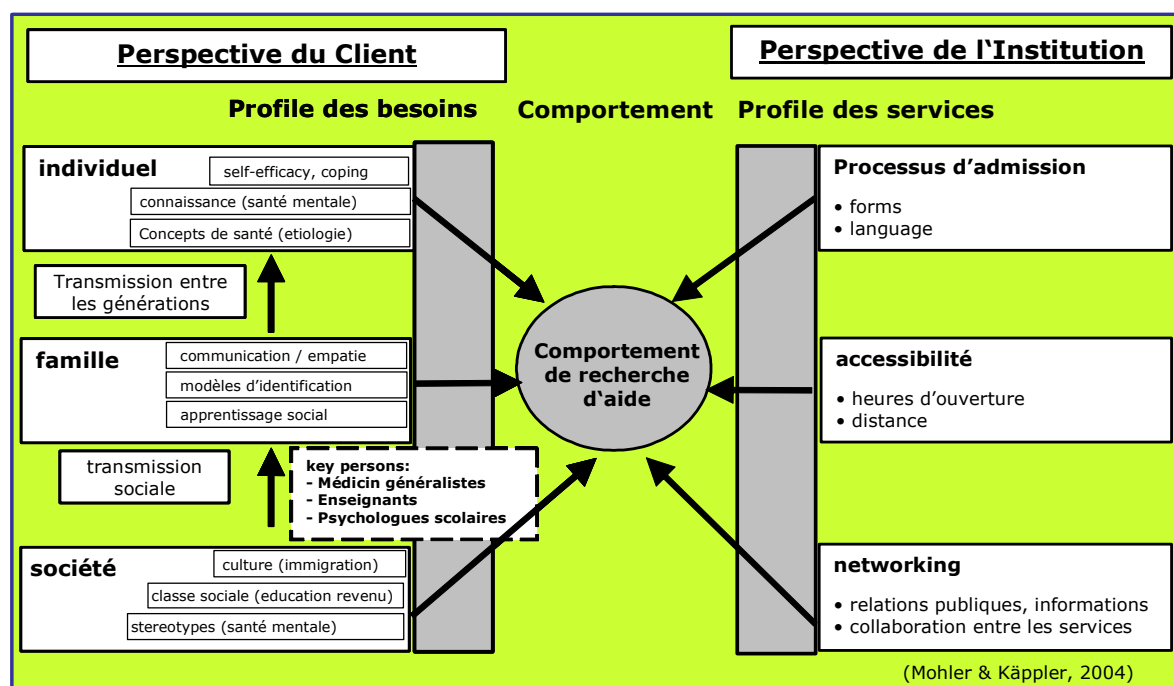 Perspective du Client
Perspective de l‘Institution
Profile des besoins
Comportement
Profile des services
individuel
self-efficacy, coping
connaissance (santé mentale)
Concepts de santé (etiologie)
Transmission entre
les générations
famille
communication / empatie
modèles d’identification
apprentissage social
transmission
sociale
key persons:
- Médicin généralistes
- Enseignants
- Psychologues scolaires
société
culture (immigration)
classe sociale (education revenu)
stereotypes (santé mentale)
Comportement
de recherche
d‘aide
Processus d’admission
• forms
• language
accessibilité
• heures d’ouverture
• distance
networking
• relations publiques, informations
• collaboration entre les services
(Mohler & Käppler, 2004)